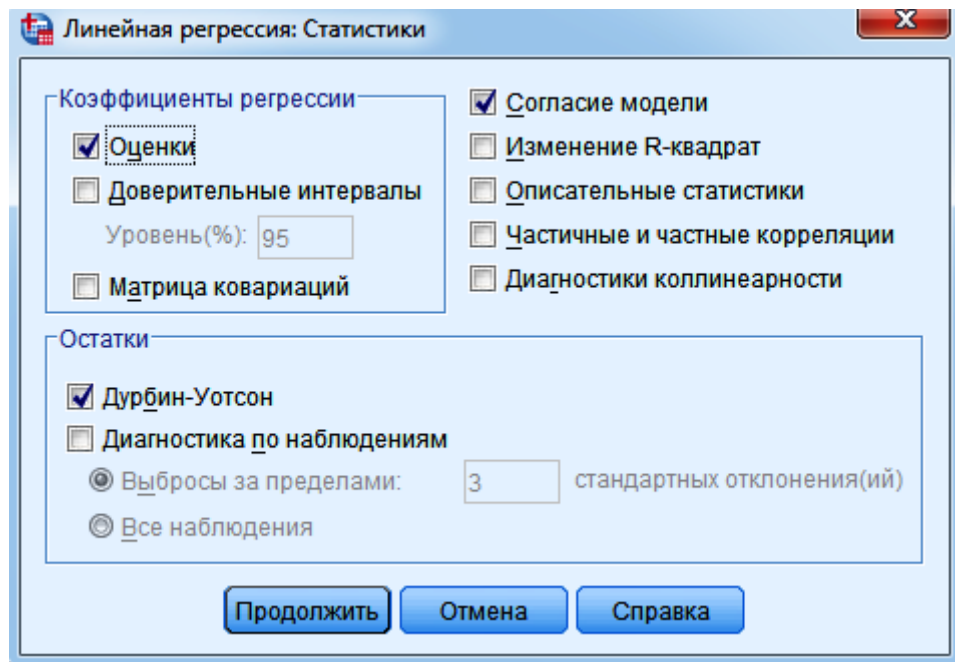 Линейная регрессия: Статистики
Коэффициенты регрессии
Оценки
Доверительные интервалы
Уровень(%): 95
Матрица ковариаций
Согласие модели
Изменение R-квадрат
Описательные статистики
Частичные и частные корреляции
Диагностики коллинеарности
Остатки
Дурбин-Уотсон
Диагностика по наблюдениям
Выбросы за пределами: 3 стандартных отклонения(ий)
Все наблюдения
Продолжить Отмена Справка